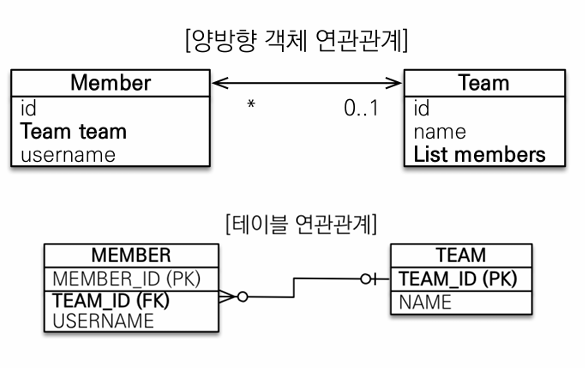 [양방향 객체 연관관계]
Member
id
Team team
username
*
0..1
Team
id
name
List members
[테이블 연관관계]
MEMBER
MEMBER_ID (PK)
TEAM_ID (FK)
USERNAME
TEAM
TEAM_ID (PK)
NAME